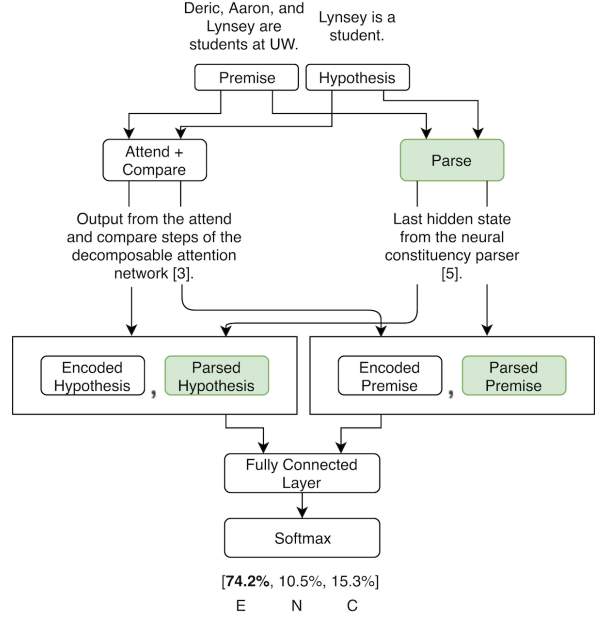 Deric, Aaron, and
Lynsey are
students at UW.
Lynsey is a
student.
Premise
Hypothesis
Attend +
Compare
Parse
Output from the attend
and compare steps of the
decomposable attention
network [3].
Last hidden state
from the neural
constituency parser
[5].
Encoded
Hypothesis
,
Parsed
Hypothesis
Encoded
Premise
,
Parsed
Premise
Fully Connected
Layer
Softmax
[74.2%, 10.5%, 15.3%]
E N C